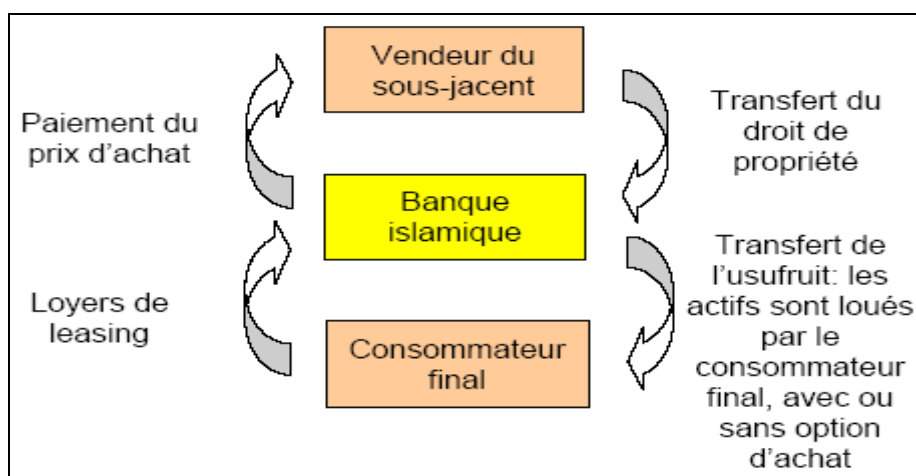 Vendeur du
sous-jacent
Paiement du
prix d'achat
Transfert du
droit de
propriété
Banque
islamique
Loyers de
leasing
Transfert de
l'usufruit: les
actifs sont loués
par le
consommateur
final, avec ou
sans option
d'achat
Consommateur
final